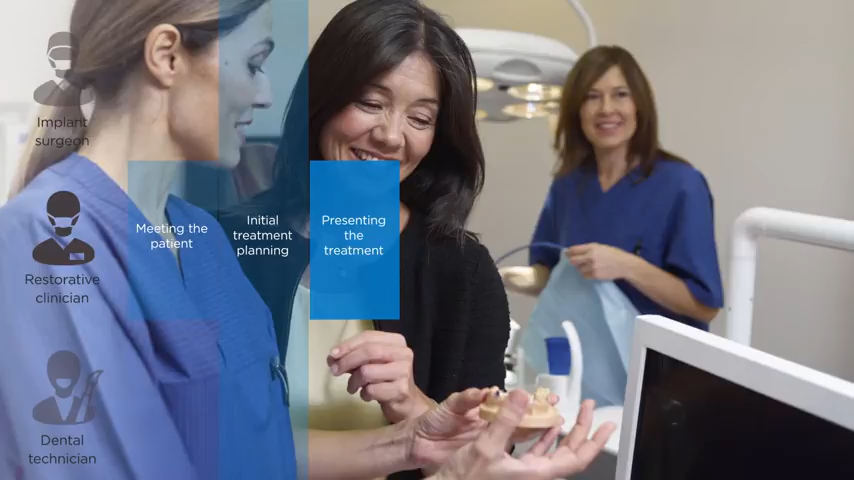 Implant
surgeon
Restorative
clinician
Meeting the
patient
Initial
treatment
planning
Presenting
the
treatment
Dental
technician